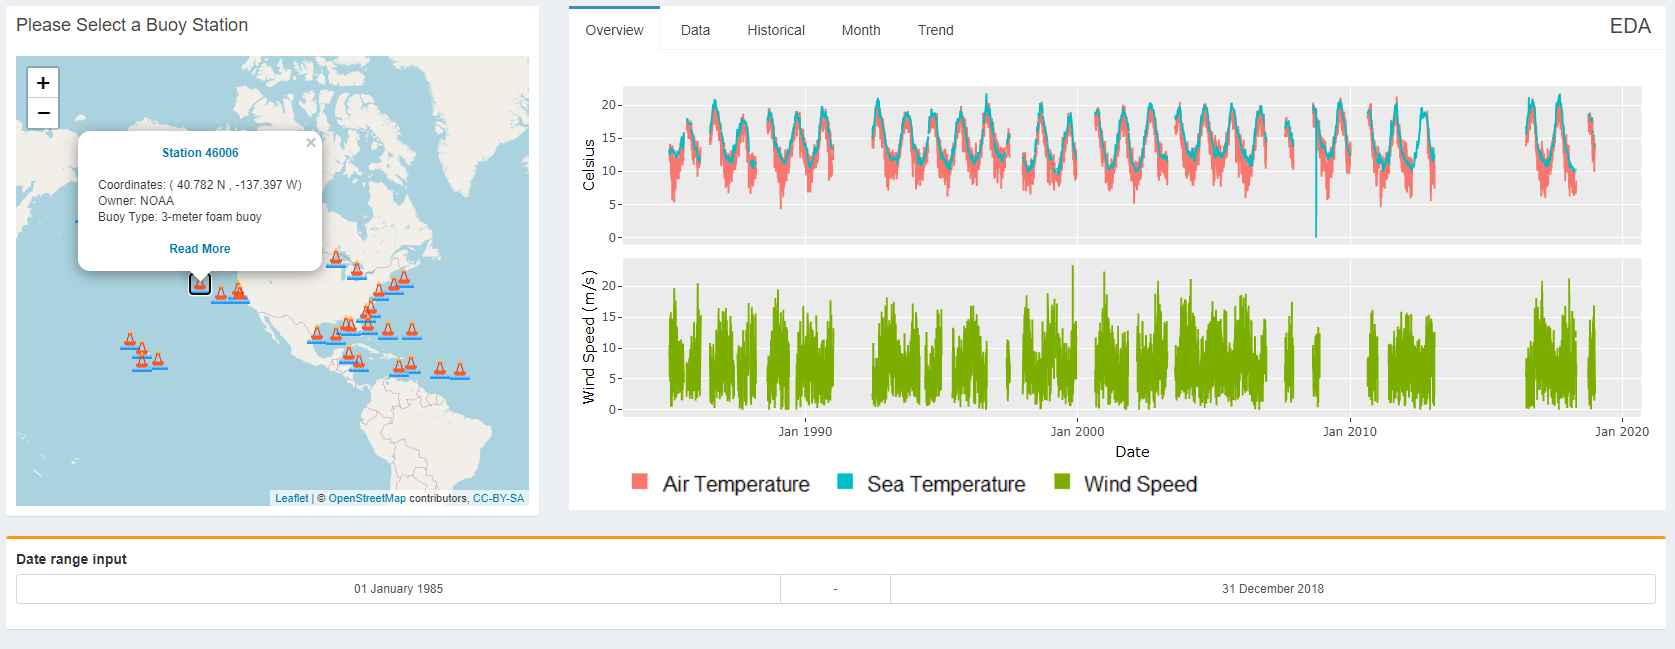 Please Select a Buoy Station
+
−
×
Station 46006
Coordinates: ( 40.782 N , -137.397 W)
Owner: NOAA
Buoy Type: 3-meter foam buoy
Read More
Leaflet | © OpenStreetMap contributors, CC-BY-SA
Overview Data Historical Month Trend EDA
Celsius
20
15
10
5
0
Wind Speed (m/s)
20
15
10
5
0
Jan 1990 Jan 2000 Jan 2010 Jan 2020
Date
Air Temperature Sea Temperature Wind Speed
Date range input
01 January 1985 - 31 December 2018